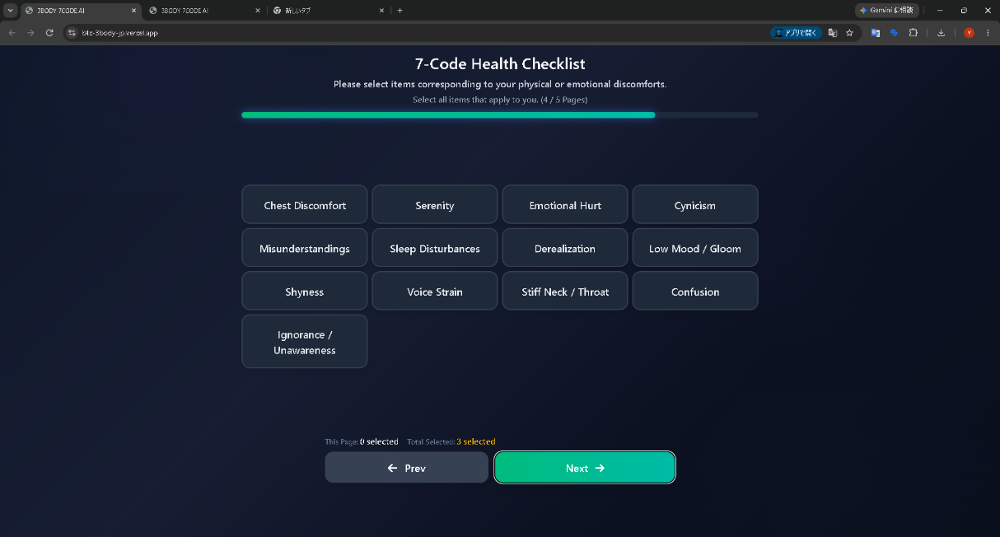 3BODY 7CODE AI
3BODY 7CODE AI
新しいタブ
Gemini に相談
btc-3body-jp.vercel.app
アプリで開く
Y
7-Code Health Checklist
Please select items corresponding to your physical or emotional discomforts.
Select all items that apply to you. (4 / 5 Pages)
Chest Discomfort
Serenity
Emotional Hurt
Cynicism
Misunderstandings
Sleep Disturbances
Derealization
Low Mood / Gloom
Shyness
Voice Strain
Stiff Neck / Throat
Confusion
Ignorance /
Unawareness
This Page: 0 selected
Total Selected: 3 selected
← Prev
Next →